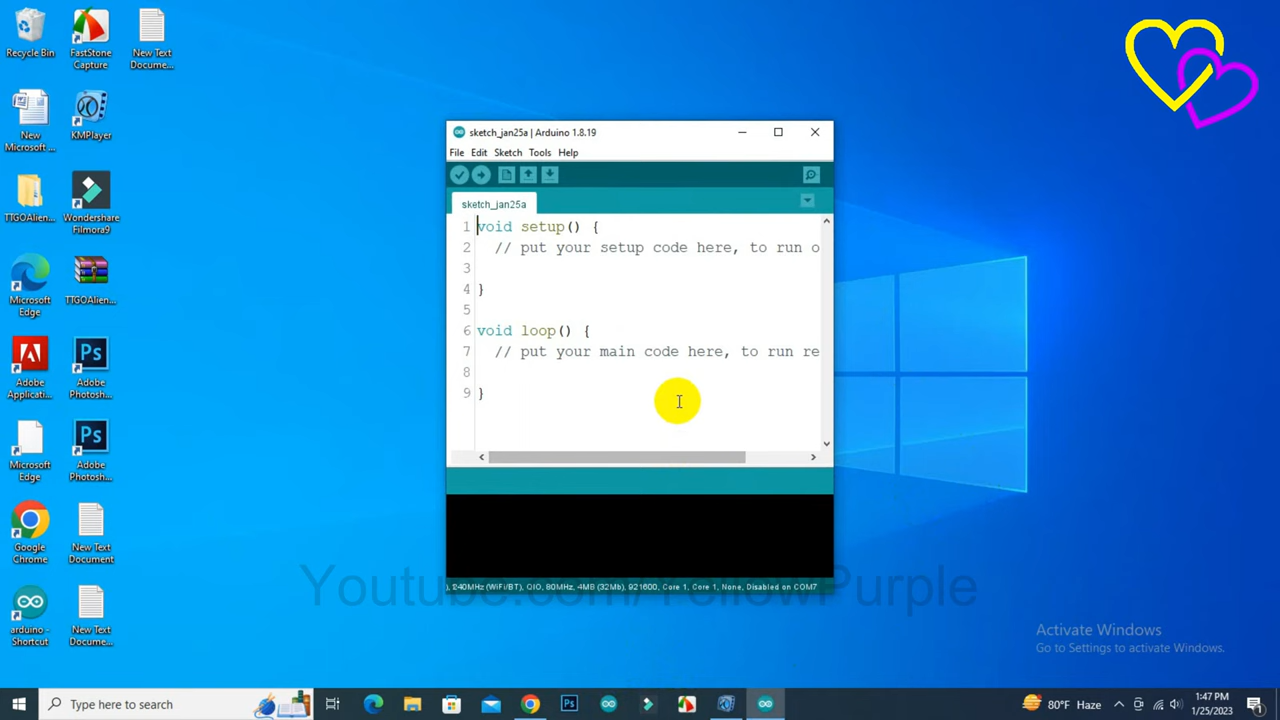 Recycle Bin
FastStone
Capture
New Text
Docume...
New
Microsoft ...
KMPlayer
TTGOAlien...
Wondershare
Filmora9
Microsoft
Edge
TTGOAlien...
Adobe
Applicati...
Adobe
Photosh...
Microsoft
Edge
Adobe
Photosh...
Google
Chrome
New Text
Document
arduino -
Shortcut
New Text
Docume...
sketch_jan25a | Arduino 1.8.19
File Edit Sketch Tools Help
sketch_jan25a
1 void setup() {
2 // put your setup code here, to run o
3
4 }
5
6 void loop() {
7 // put your main code here, to run re
8
9 }
), 240MHz (WiFi/BT), QIO, 80MHz, 4MB (32Mb), 921600, Core 1, Core 1, None, Disabled on COM7
Youtube.com/YellowPurple
Activate Windows
Go to Settings to activate Windows.
Type here to search
80°F Haze
1:47 PM
1/25/2023